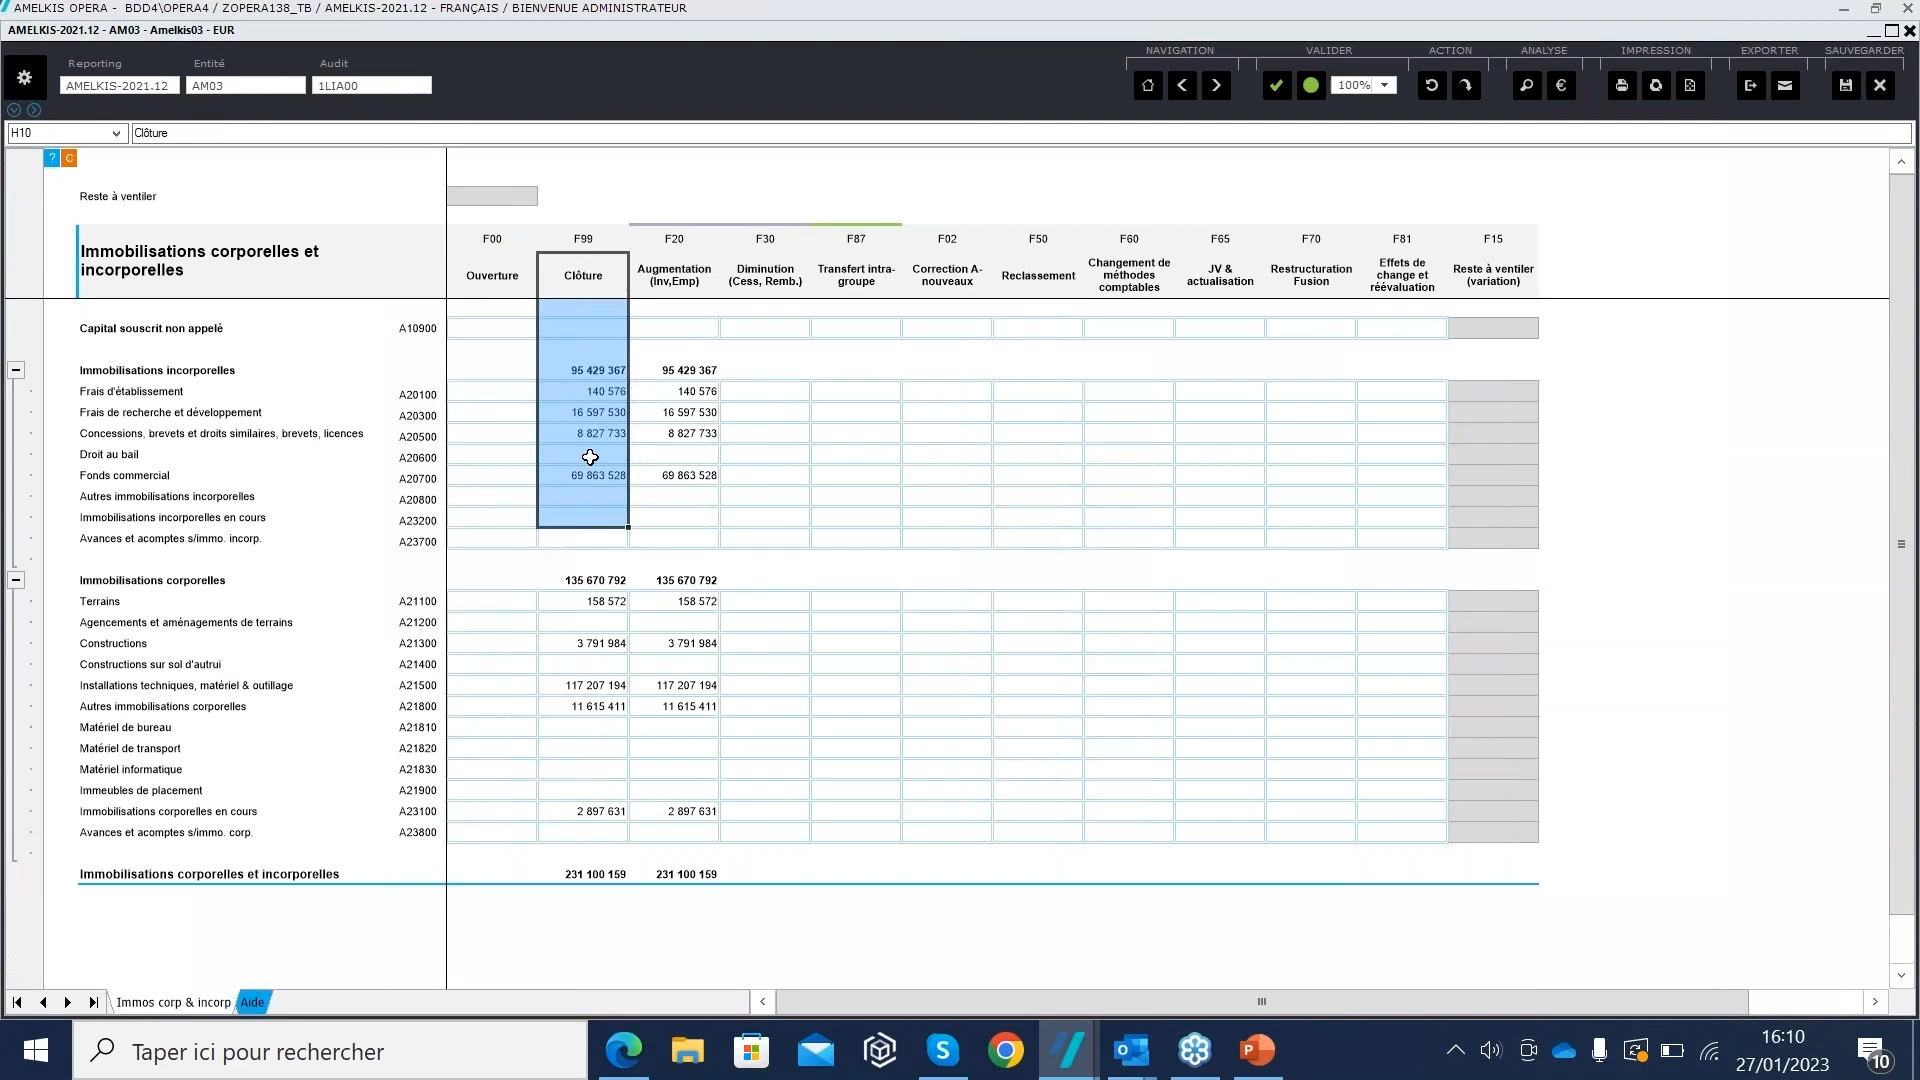 AMELKIS OPERA - BDD4\OPERA4 / ZOPERA138_TB / AMELKIS-2021.12 - FRANÇAIS / BIENVENUE ADMINISTRATEUR
AMELKIS-2021.12 - AM03 - Amelkis03 - EUR
Reporting Entité Audit NAVIGATION VALIDER ACTION ANALYSE IMPRESSION EXPORTER SAUVEGARDER
AMELKIS-2021.12 AM03 1LIA00 100% €
H10 Clôture
? C
Reste à ventiler
Immobilisations corporelles et
incorporelles
F00 F99 F20 F30 F87 F02 F50 F60 F65 F70 F81 F15
Ouverture
Clôture
Augmentation
(Inv,Emp)
Diminution
(Cess, Remb.)
Transfert intra-
groupe
Correction A-
nouveaux
Reclassement
Changement de
méthodes
comptables
JV &
actualisation
Restructuration
Fusion
Effets de
change et
réévaluation
Reste à ventiler
(variation)
Capital souscrit non appelé A10900
Immobilisations incorporelles 95 429 367 95 429 367
Frais d'établissement A20100 140 576 140 576
Frais de recherche et développement A20300 16 597 530 16 597 530
Concessions, brevets et droits similaires, brevets, licences A20500 8 827 733 8 827 733
Droit au bail A20600
Fonds commercial A20700 69 863 528 69 863 528
Autres immobilisations incorporelles A20800
Immobilisations incorporelles en cours A23200
Avances et acomptes s/immo. incorp. A23700
Immobilisations corporelles 135 670 792 135 670 792
Terrains A21100 158 572 158 572
Agencements et aménagements de terrains A21200
Constructions A21300 3 791 984 3 791 984
Constructions sur sol d'autrui A21400
Installations techniques, matériel & outillage A21500 117 207 194 117 207 194
Autres immobilisations corporelles A21800 11 615 411 11 615 411
Matériel de bureau A21810
Matériel de transport A21820
Matériel informatique A21830
Immeubles de placement A21900
Immobilisations corporelles en cours A23100 2 897 631 2 897 631
Avances et acomptes s/immo. corp. A23800
Immobilisations corporelles et incorporelles 231 100 159 231 100 159
Immos corp & incorp Aide
Taper ici pour rechercher
16:10
27/01/2023
10